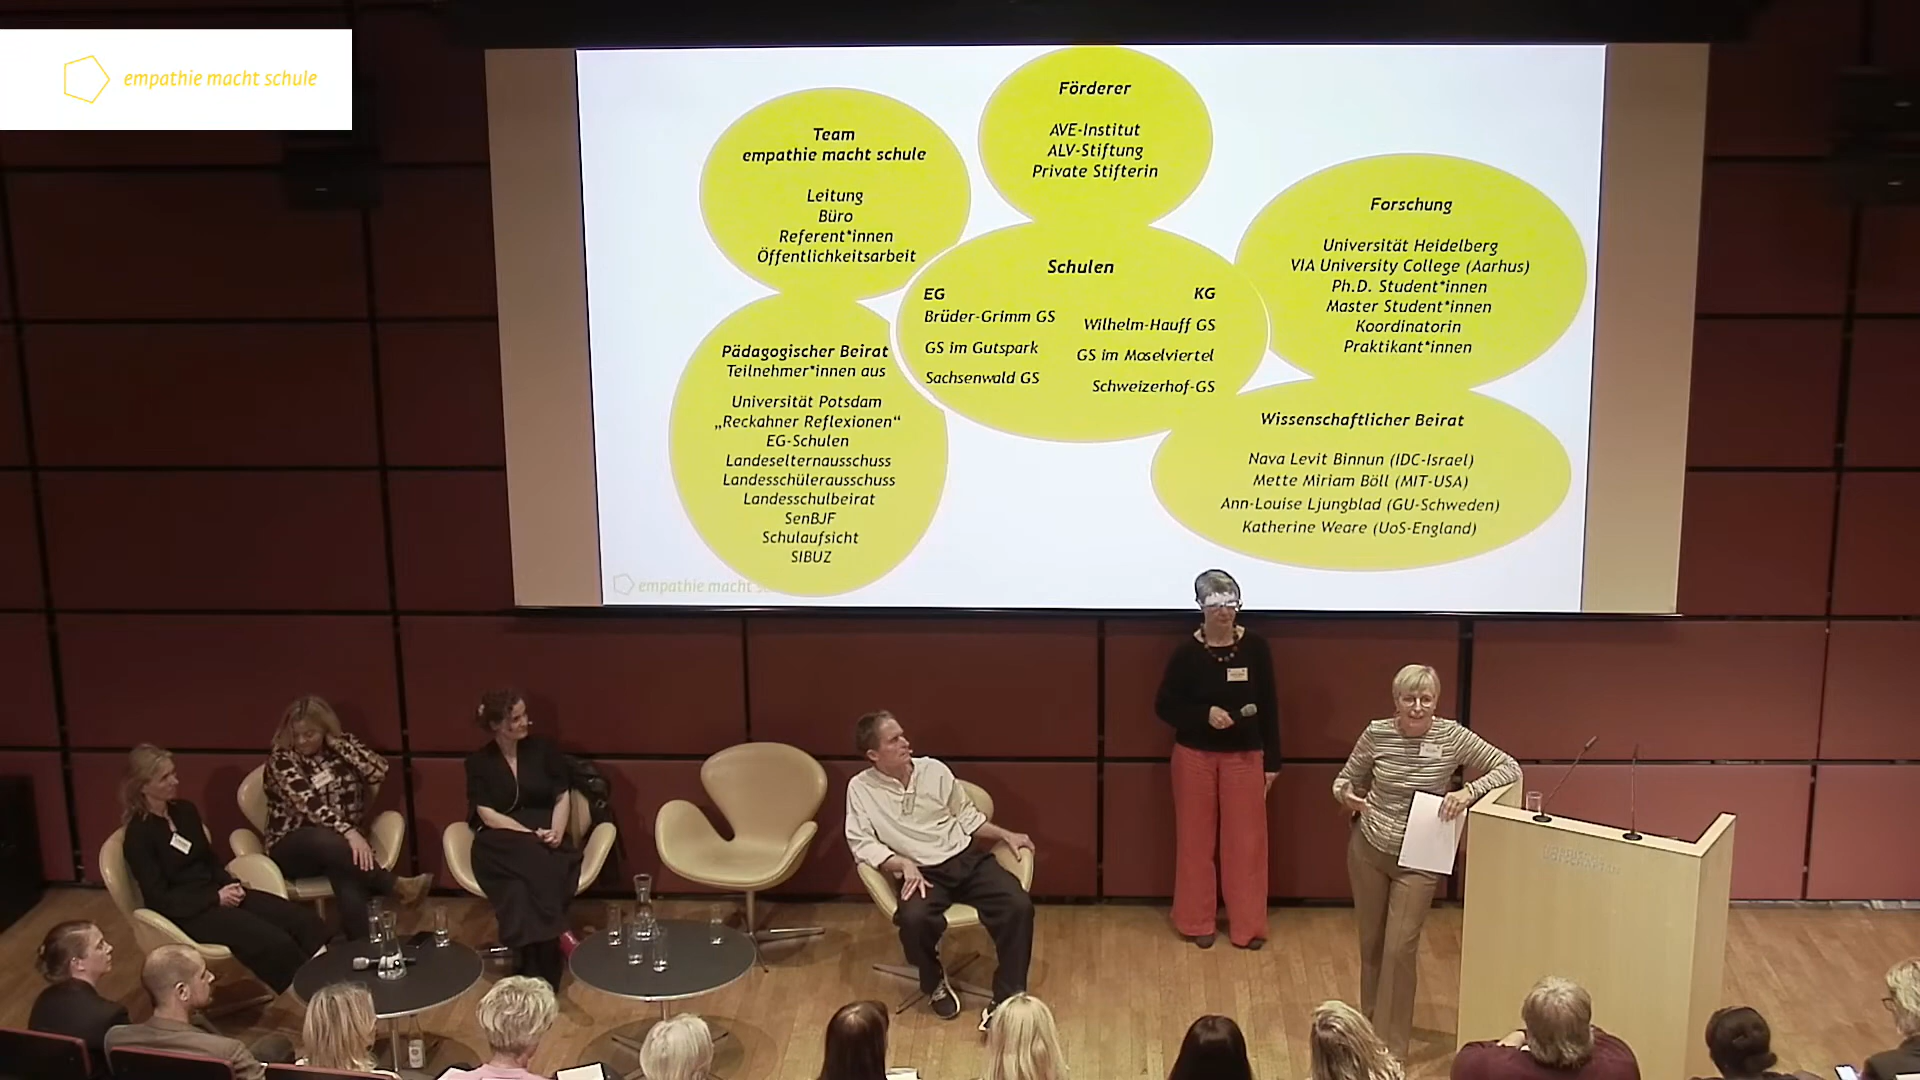 empathie macht schule
Förderer
AVE-Institut
ALV-Stiftung
Private Stifterin
Team
empathie macht schule
Leitung
Büro
Referent*innen
Öffentlichkeitsarbeit
Forschung
Universität Heidelberg
VIA University College (Aarhus)
Ph.D. Student*innen
Master Student*innen
Koordinatorin
Praktikant*innen
Schulen
EG
Brüder-Grimm GS
GS im Gutspark
Sachsenwald GS
KG
Wilhelm-Hauff GS
GS im Moselviertel
Schweizerhof-GS
Pädagogischer Beirat
Teilnehmer*innen aus
Universität Potsdam
„Reckahner Reflexionen“
EG-Schulen
Landeselternausschuss
Landesschülerausschuss
Landesschulbeirat
SenBJF
Schulaufsicht
SIBUZ
Wissenschaftlicher Beirat
Nava Levit Binnun (IDC-Israel)
Mette Miriam Böll (MIT-USA)
Ann-Louise Ljungblad (GU-Schweden)
Katherine Weare (UoS-England)
empathie macht